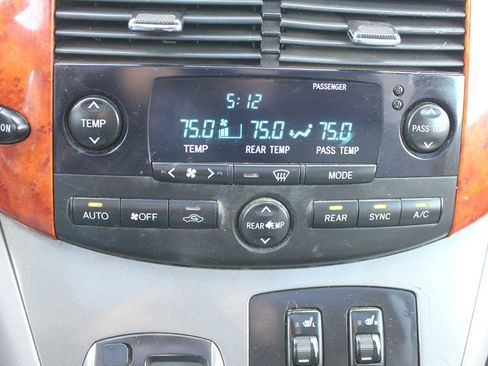 PASSENGER
5:12
75.0 75.0 75.0
TEMP REAR TEMP PASS TEMP
TEMP
PASS TEMP
ON
MODE
AUTO OFF REAR SYNC A/C
REAR TEMP
L R